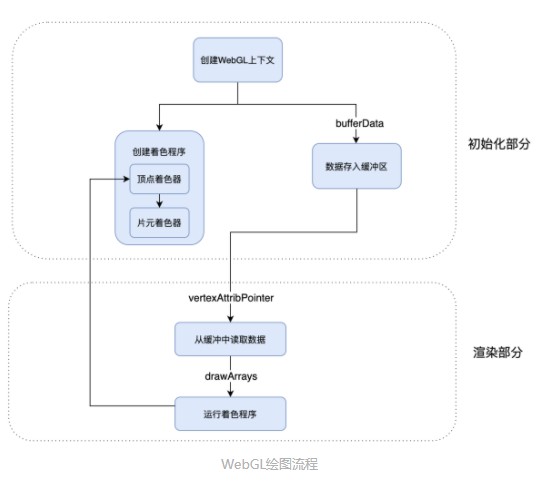 创建WebGL上下文
bufferData
初始化部分
创建着色程序
数据存入缓冲区
顶点着色器
片元着色器
vertexAttribPointer
从缓冲中读取数据
渲染部分
drawArrays
运行着色程序
WebGL绘图流程